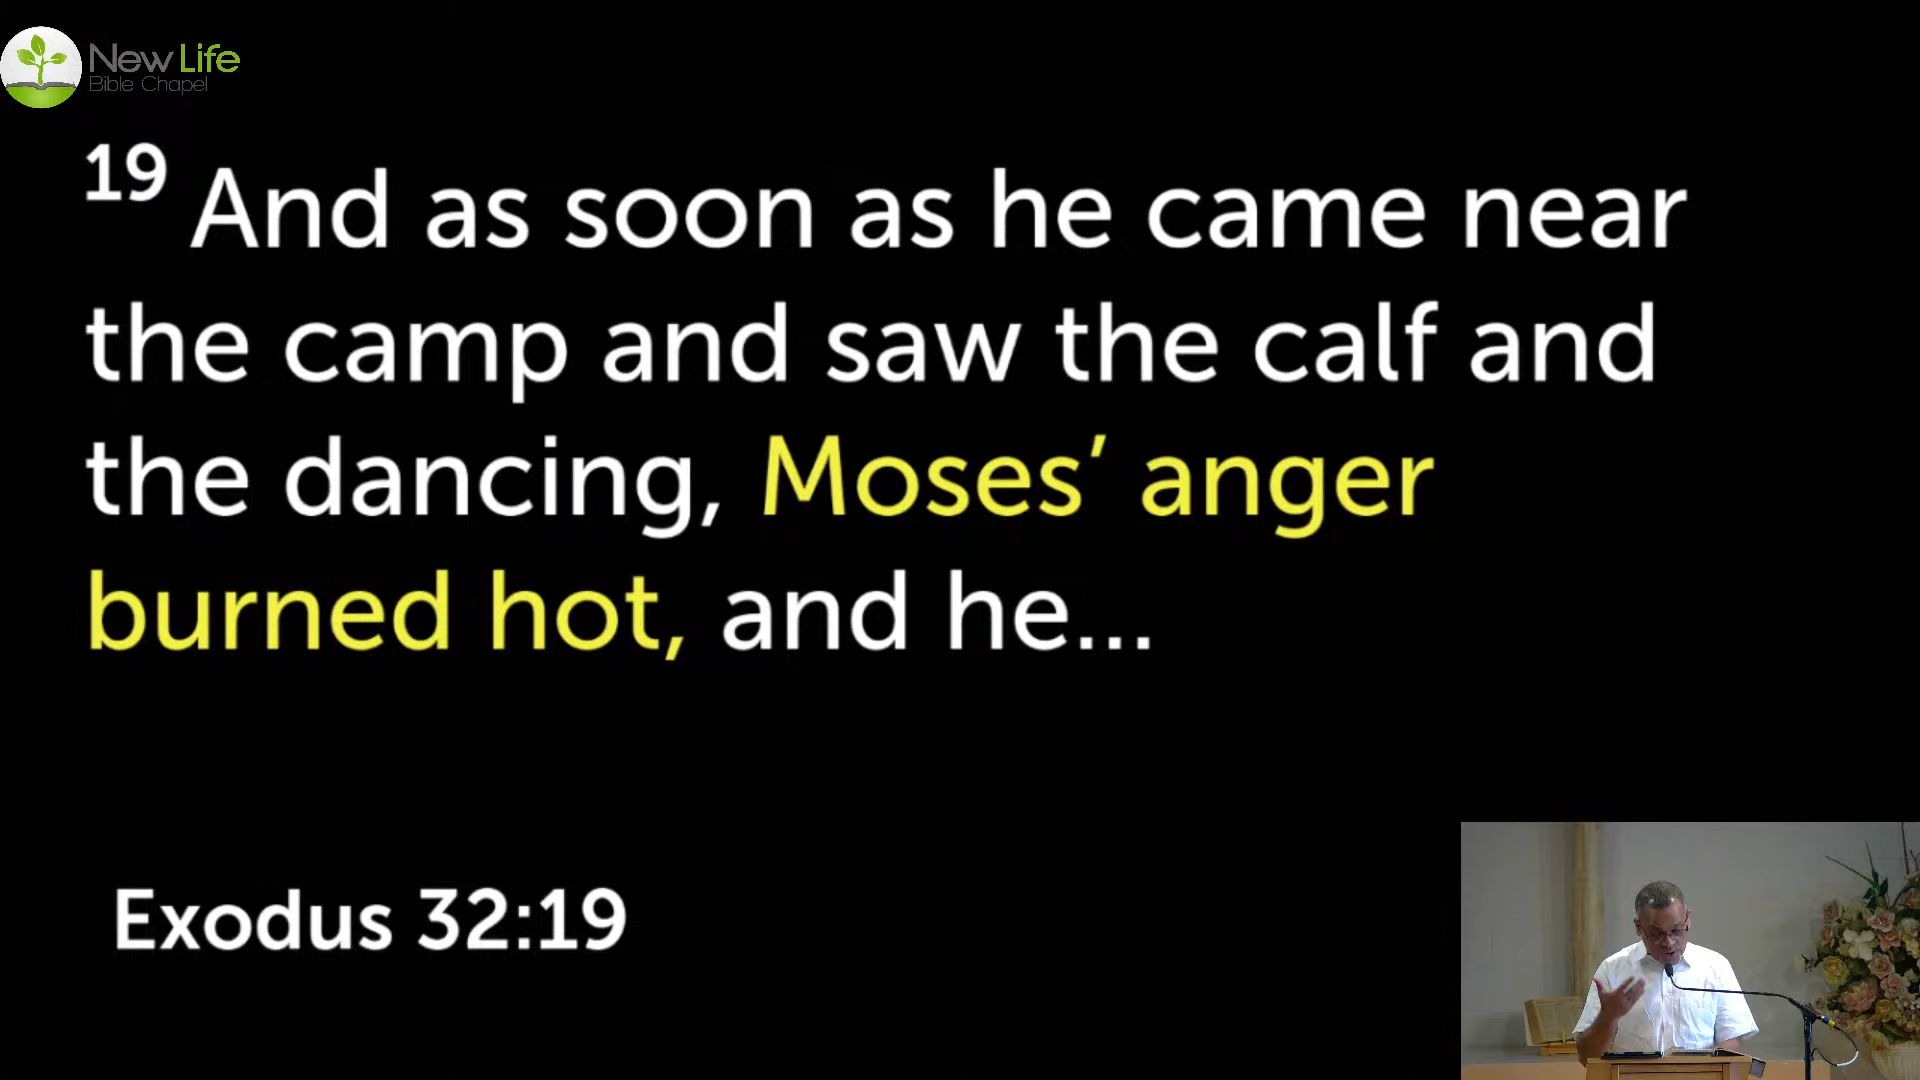 New Life
Bible Chapel
19 And as soon as he came near
the camp and saw the calf and
the dancing, Moses’ anger
burned hot, and he...
Exodus 32:19